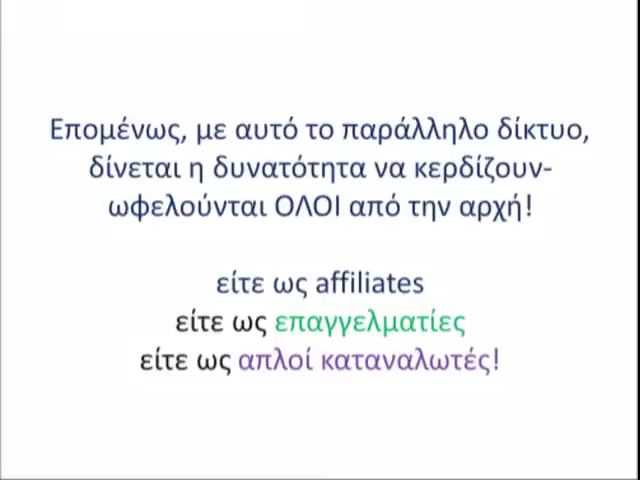 Επομένως, με αυτό το παράλληλο δίκτυο,
δίνεται η δυνατότητα να κερδίζουν-
ωφελούνται ΟΛΟΙ από την αρχή!
είτε ως affiliates
είτε ως επαγγελματίες
είτε ως απλοί καταναλωτές!